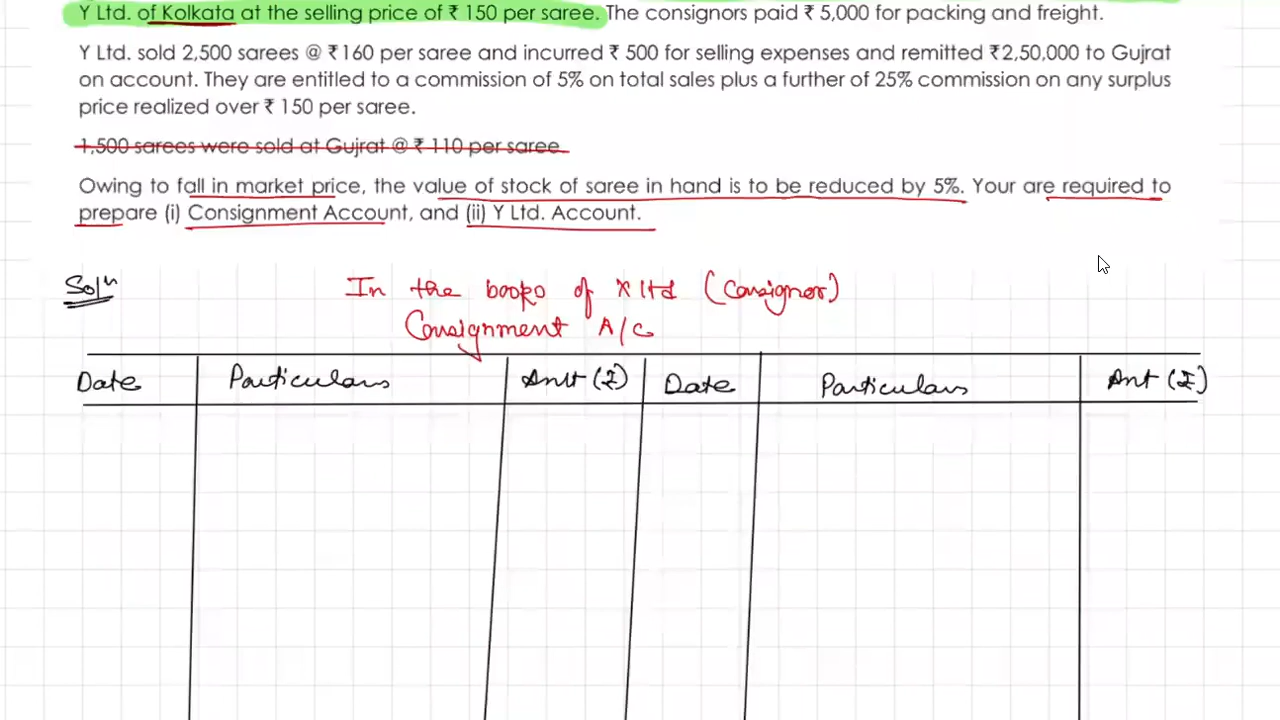 Y Ltd. of Kolkata at the selling price of ₹ 150 per saree. The consignors paid ₹ 5,000 for packing and freight.
Y Ltd. sold 2,500 sarees @ ₹160 per saree and incurred ₹ 500 for selling expenses and remitted ₹2,50,000 to Gujrat
on account. They are entitled to a commission of 5% on total sales plus a further of 25% commission on any surplus
price realized over ₹ 150 per saree.
1,500 sarees were sold at Gujrat @ ₹ 110 per saree.
Owing to fall in market price, the value of stock of saree in hand is to be reduced by 5%. Your are required to
prepare (i) Consignment Account, and (ii) Y Ltd. Account.
Solⁿ
In the books of X ltd (Consignor)
Consignment A/C
Date Particulars Amt (₹) Date Particulars Amt (₹)